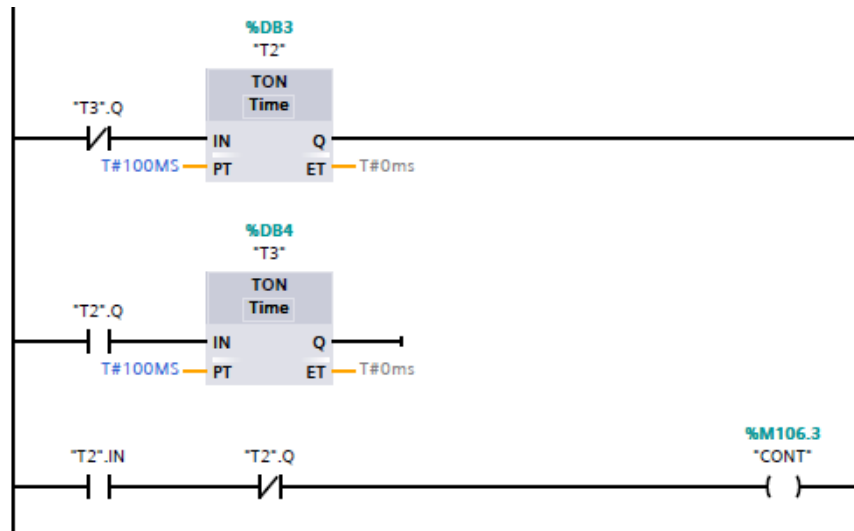 %DB3
"T2"
TON
Time
"T3".Q
IN Q
T#100MS PT ET T#0ms
%DB4
"T3"
TON
Time
"T2".Q
IN Q
T#100MS PT ET T#0ms
%M106.3
"T2".IN "T2".Q "CONT"